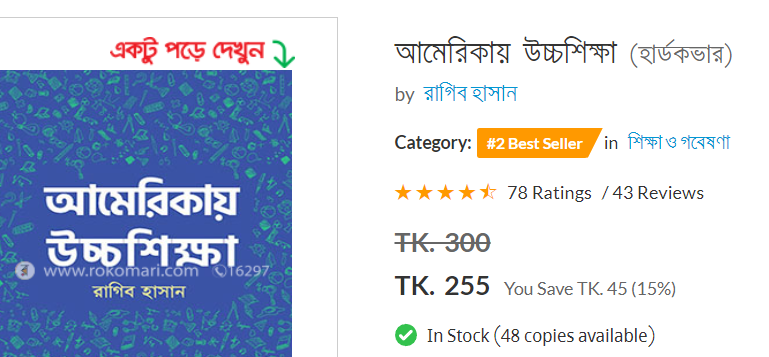 একটু পড়ে দেখুন
আমেরিকায়
উচ্চশিক্ষা
www.rokomari.com 16297
রাগিব হাসান
আমেরিকায় উচ্চশিক্ষা (হার্ডকভার)
by রাগিব হাসান
Category: #2 Best Seller in শিক্ষা ও গবেষণা
78 Ratings / 43 Reviews
TK. 300
TK. 255 You Save TK. 45 (15%)
In Stock (48 copies available)